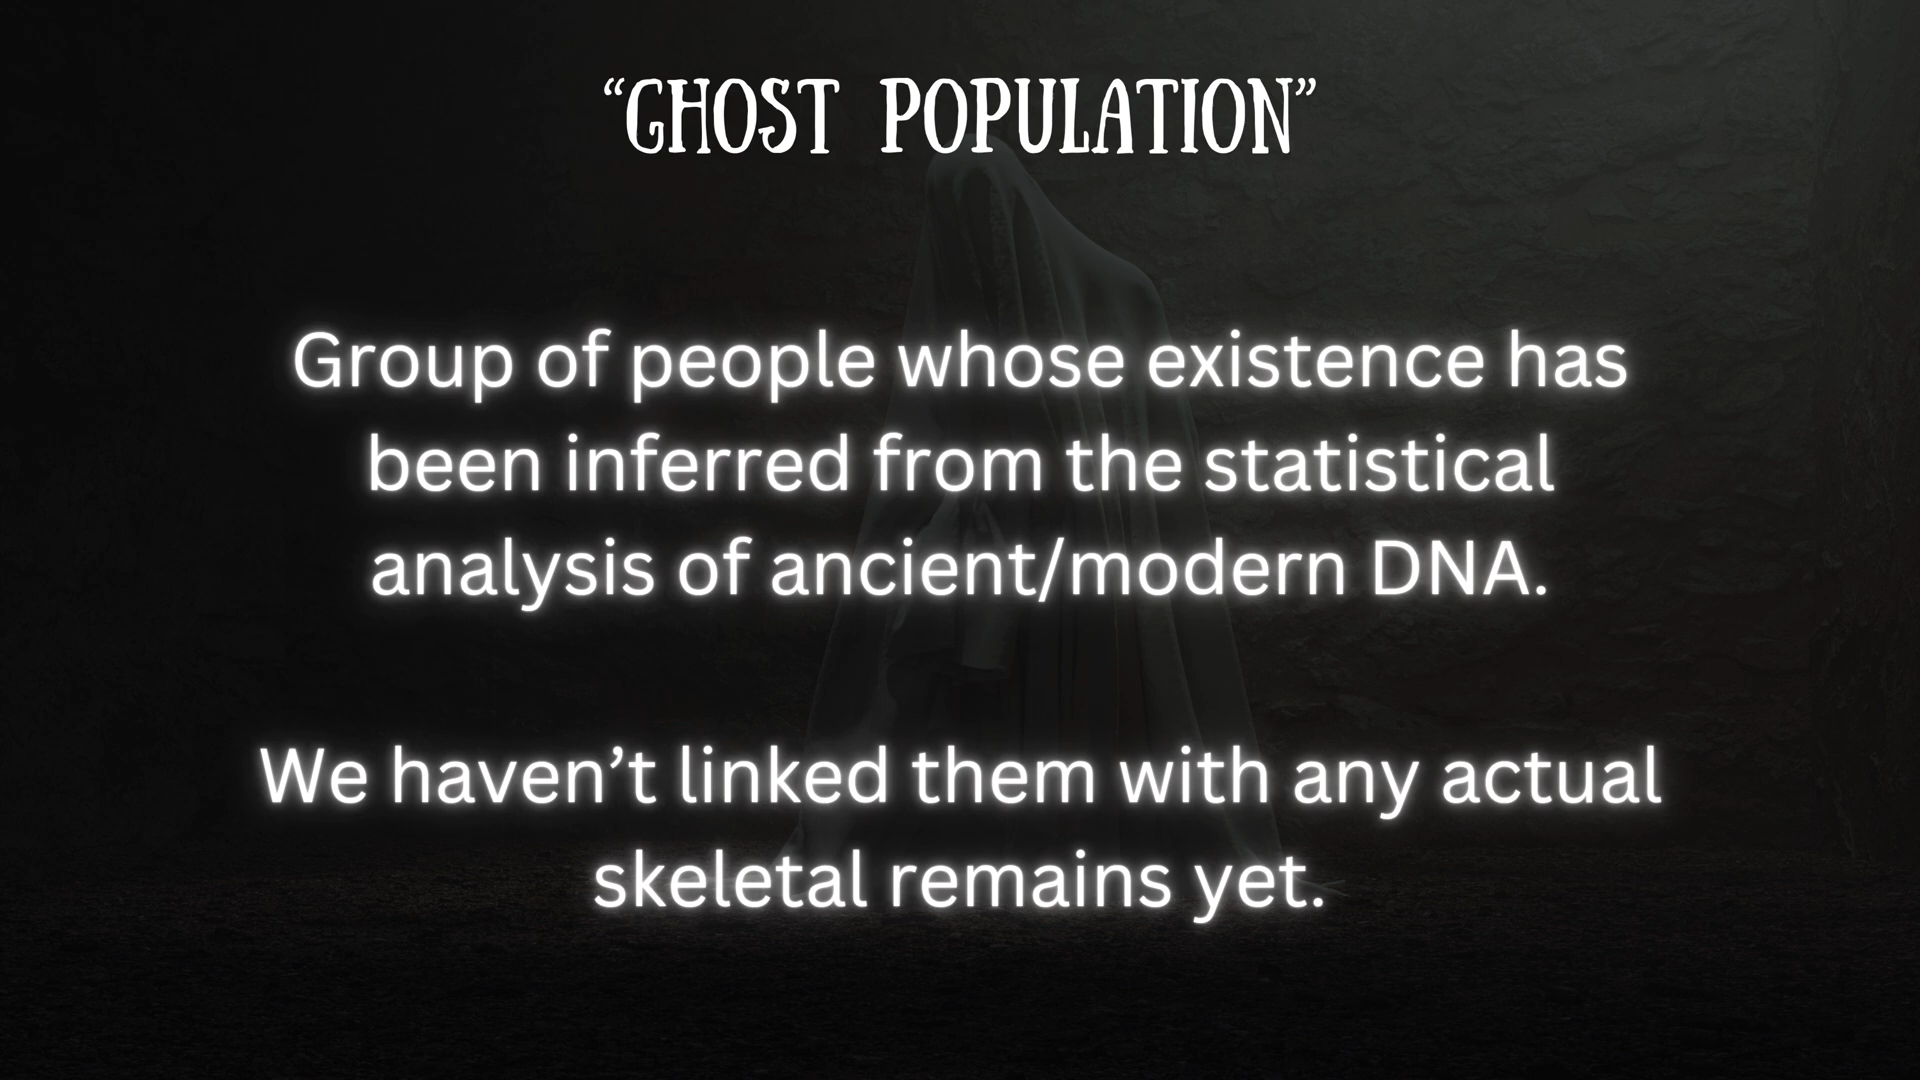 “GHOST POPULATION”
Group of people whose existence has
been inferred from the statistical
analysis of ancient/modern DNA.
We haven’t linked them with any actual
skeletal remains yet.